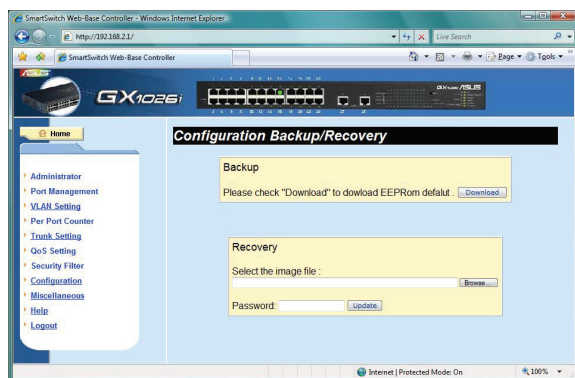 SmartSwitch Web-Base Controller - Windows Internet Explorer
http://192.168.2.1/
Live Search
SmartSwitch Web-Base Controller
Page Tools
ASUS
GX1026i
Home
Configuration Backup/Recovery
Administrator
Port Management
VLAN Setting
Per Port Counter
Trunk Setting
QoS Setting
Security Filter
Configuration
Miscellaneous
Help
Logout
Backup
Please check "Download" to dowload EEPRom defalut . Download
Recovery
Select the image file :
Browse...
Password: Update
Internet | Protected Mode: On 100%